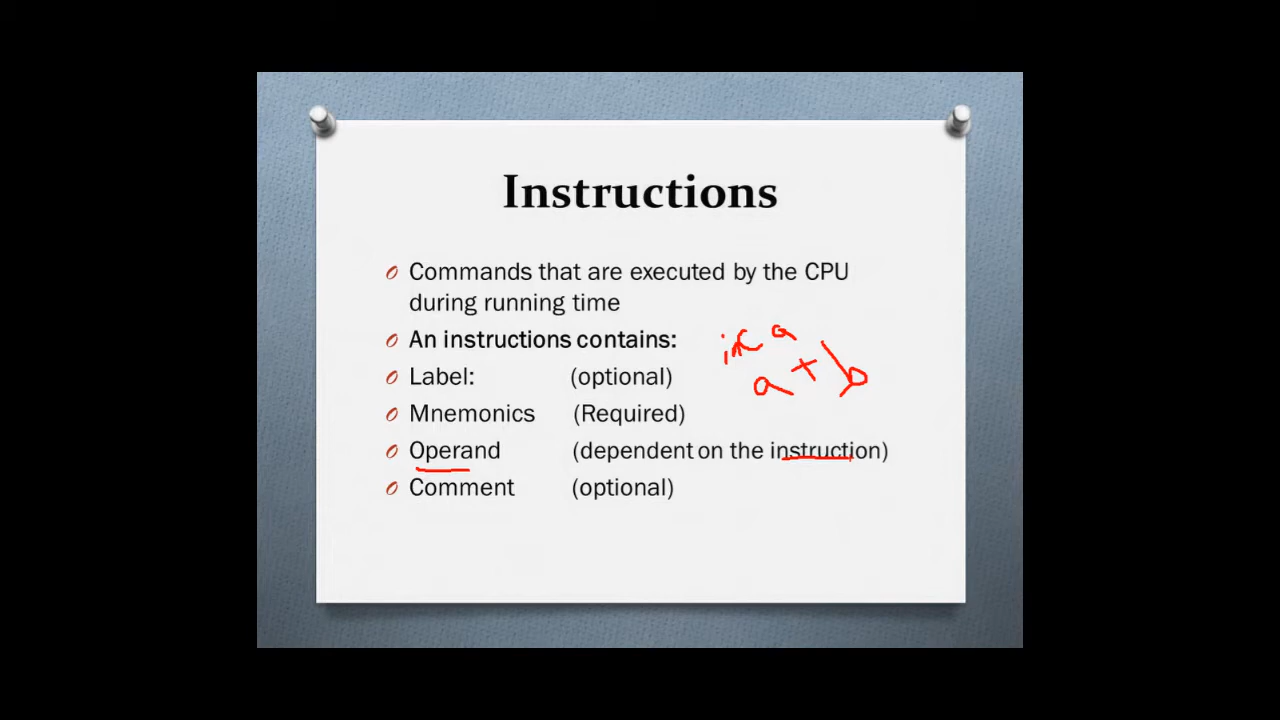 Instructions
Commands that are executed by the CPU
during running time
An instructions contains:
inc a
Label: (optional)
a + b
Mnemonics (Required)
Operand (dependent on the instruction)
Comment (optional)